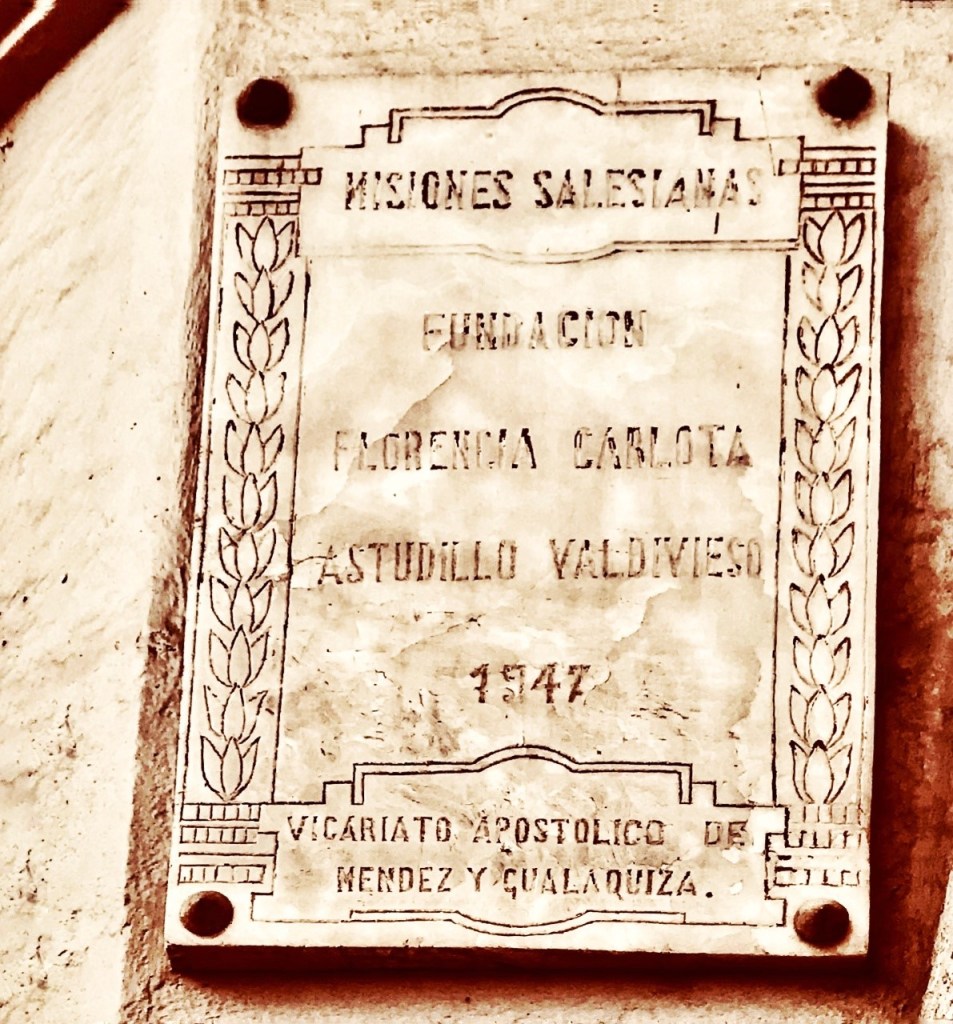 MISIONES SALESIANAS
FUNDACION
FLORENCIA CARLOTA
ASTUDILLO VALDIVIESO
1947
VICARIATO APOSTOLICO DE
MENDEZ Y GUALAQUIZA.